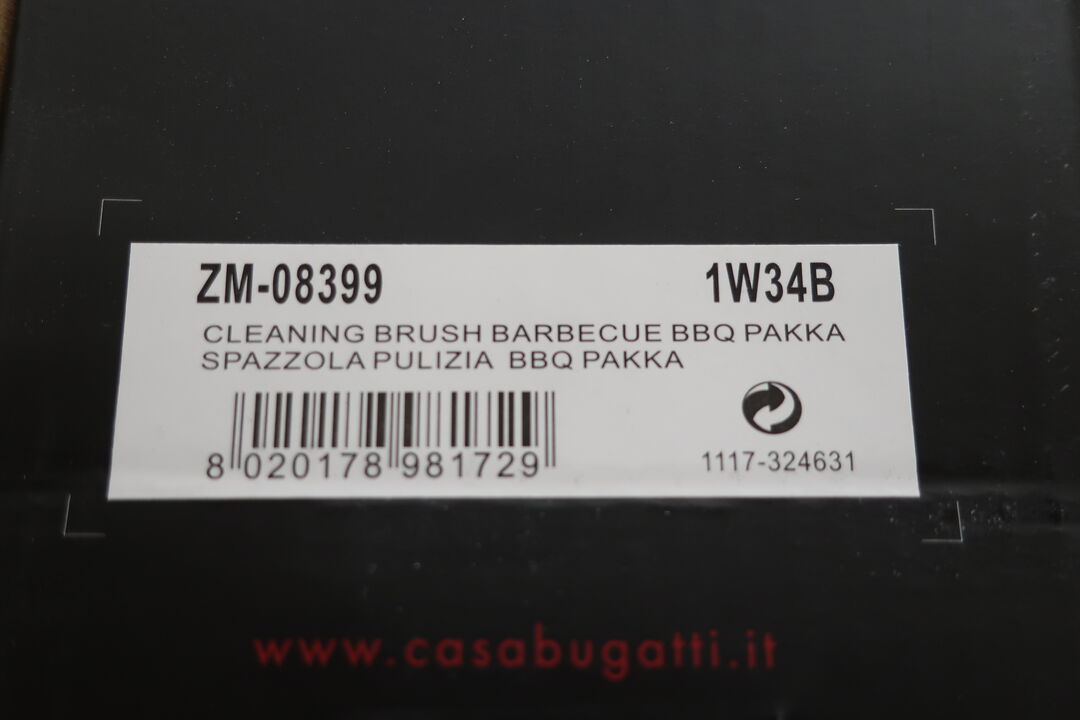 ZM-08399 1W34B
CLEANING BRUSH BARBECUE BBQ PAKKA
SPAZZOLA PULIZIA BBQ PAKKA
8 020178 981729
1117-324631
www.casabugatti.it